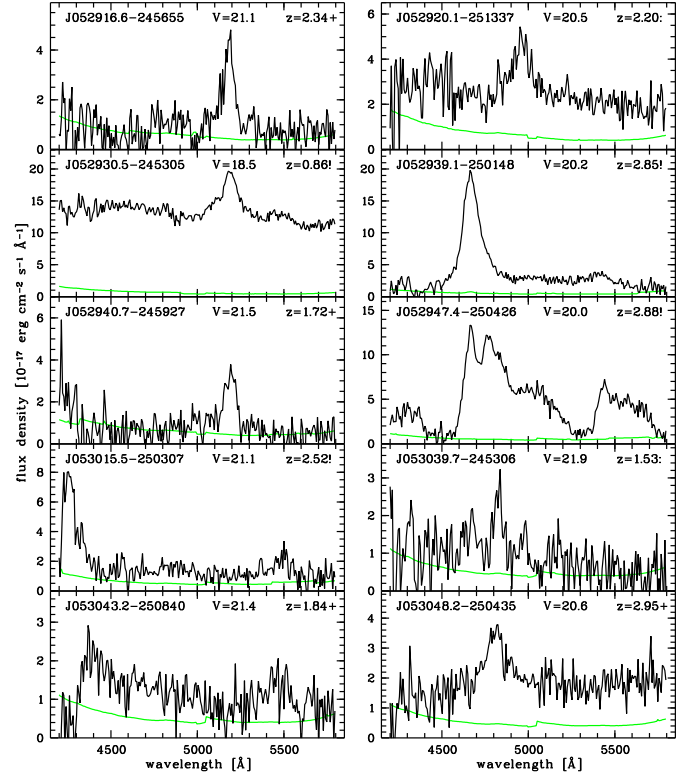 J052916.6−245655 V=21.1 z=2.34+
J052920.1−251337 V=20.5 z=2.20:
4
2
0
6
4
2
0
J052930.5−245305 V=18.5 z=0.86!
J052939.1−250148 V=20.2 z=2.85!
20
15
10
5
0
20
15
10
5
0
J052940.7−245927 V=21.5 z=1.72+
J052947.4−250426 V=20.0 z=2.88!
6
4
2
0
15
10
5
0
J053015.5−250307 V=21.1 z=2.52!
J053039.7−245306 V=21.9 z=1.53:
8
6
4
2
0
3
2
1
0
J053043.2−250840 V=21.4 z=1.84+
J053048.2−250435 V=20.6 z=2.95+
3
2
1
0
4
3
2
1
0
flux density [10⁻¹⁷ erg cm⁻² s⁻¹ Å⁻¹]
4500 5000 5500
4500 5000 5500
wavelength [Å]
wavelength [Å]